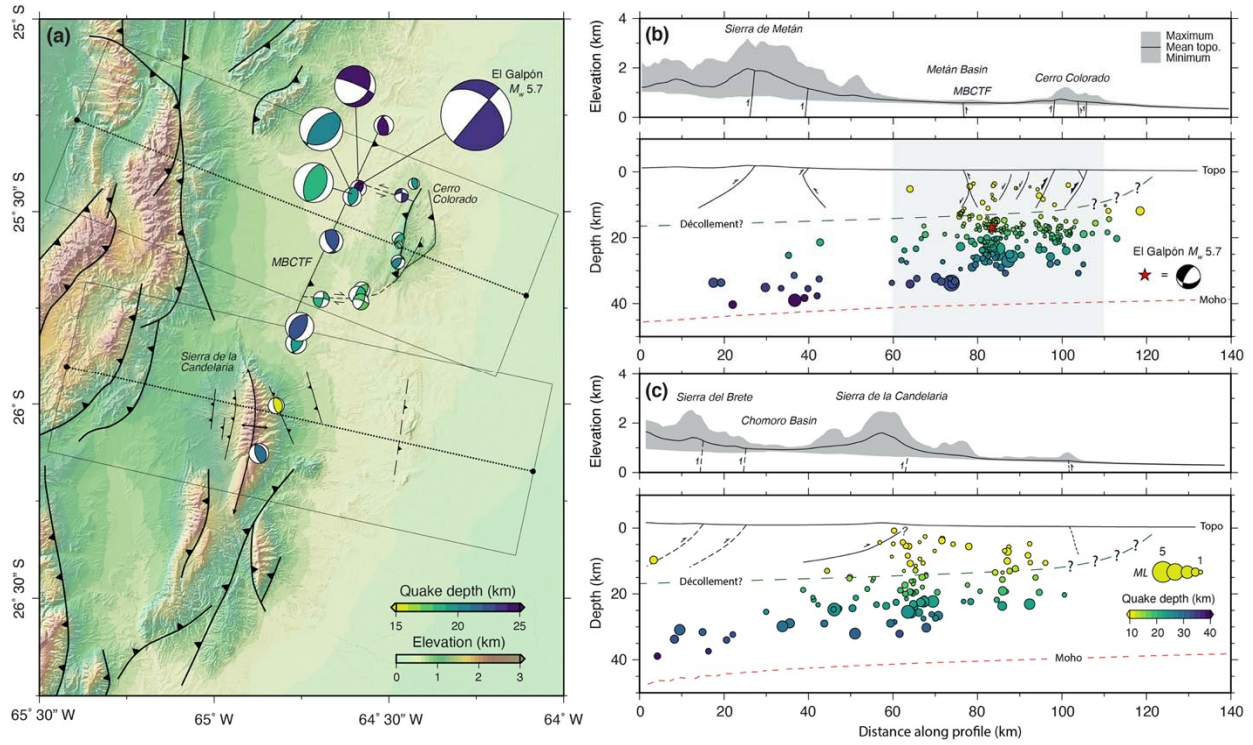 (a)
25° S
25° 30" S
26° S
26° 30" S
65° 30" W
65° W
64° 30" W
64° W
El Galpón
Mw 5.7
Cerro
Colorado
MBCTF
Sierra de la
Candelaria
Quake depth (km)
15
20
25
Elevation (km)
0
1
2
3
(b)
Sierra de Metán
Metán Basin
MBCTF
Cerro Colorado
Maximum
Mean topo.
Minimum
Elevation (km)
4
2
0
Topo
Décollement?
? ?
El Galpón Mw 5.7
=
Moho
Depth (km)
0
20
40
0 20 40 60 80 100 120 140
(c)
Sierra del Brete
Chomoro Basin
Sierra de la Candelaria
Elevation (km)
4
2
0
?
Topo
Décollement?
? ?
5
1
ML
Quake depth (km)
10 20 30 40
Moho
Depth (km)
0
20
40
0 20 40 60 80 100 120 140
Distance along profile (km)